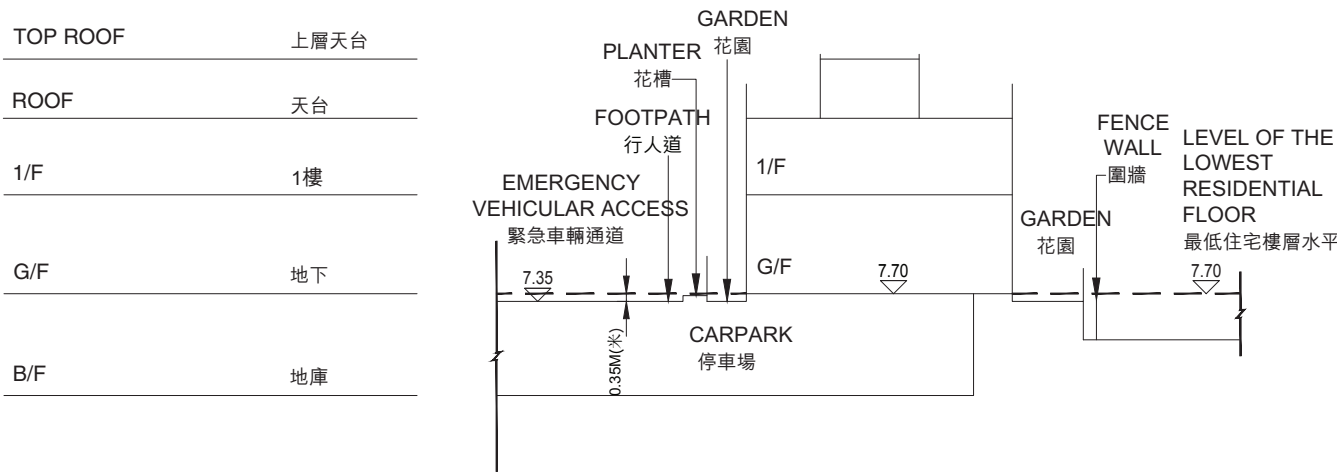 TOP ROOF 上層天台
ROOF 天台
1/F 1樓
G/F 地下
B/F 地庫
GARDEN
花園
PLANTER
花槽
FOOTPATH
行人道
EMERGENCY
VEHICULAR ACCESS
緊急車輛通道
7.35
0.35M(米)
1/F
G/F
7.70
CARPARK
停車場
GARDEN
花園
FENCE
WALL
圍牆
LEVEL OF THE
LOWEST
RESIDENTIAL
FLOOR
最低住宅樓層水平
7.70